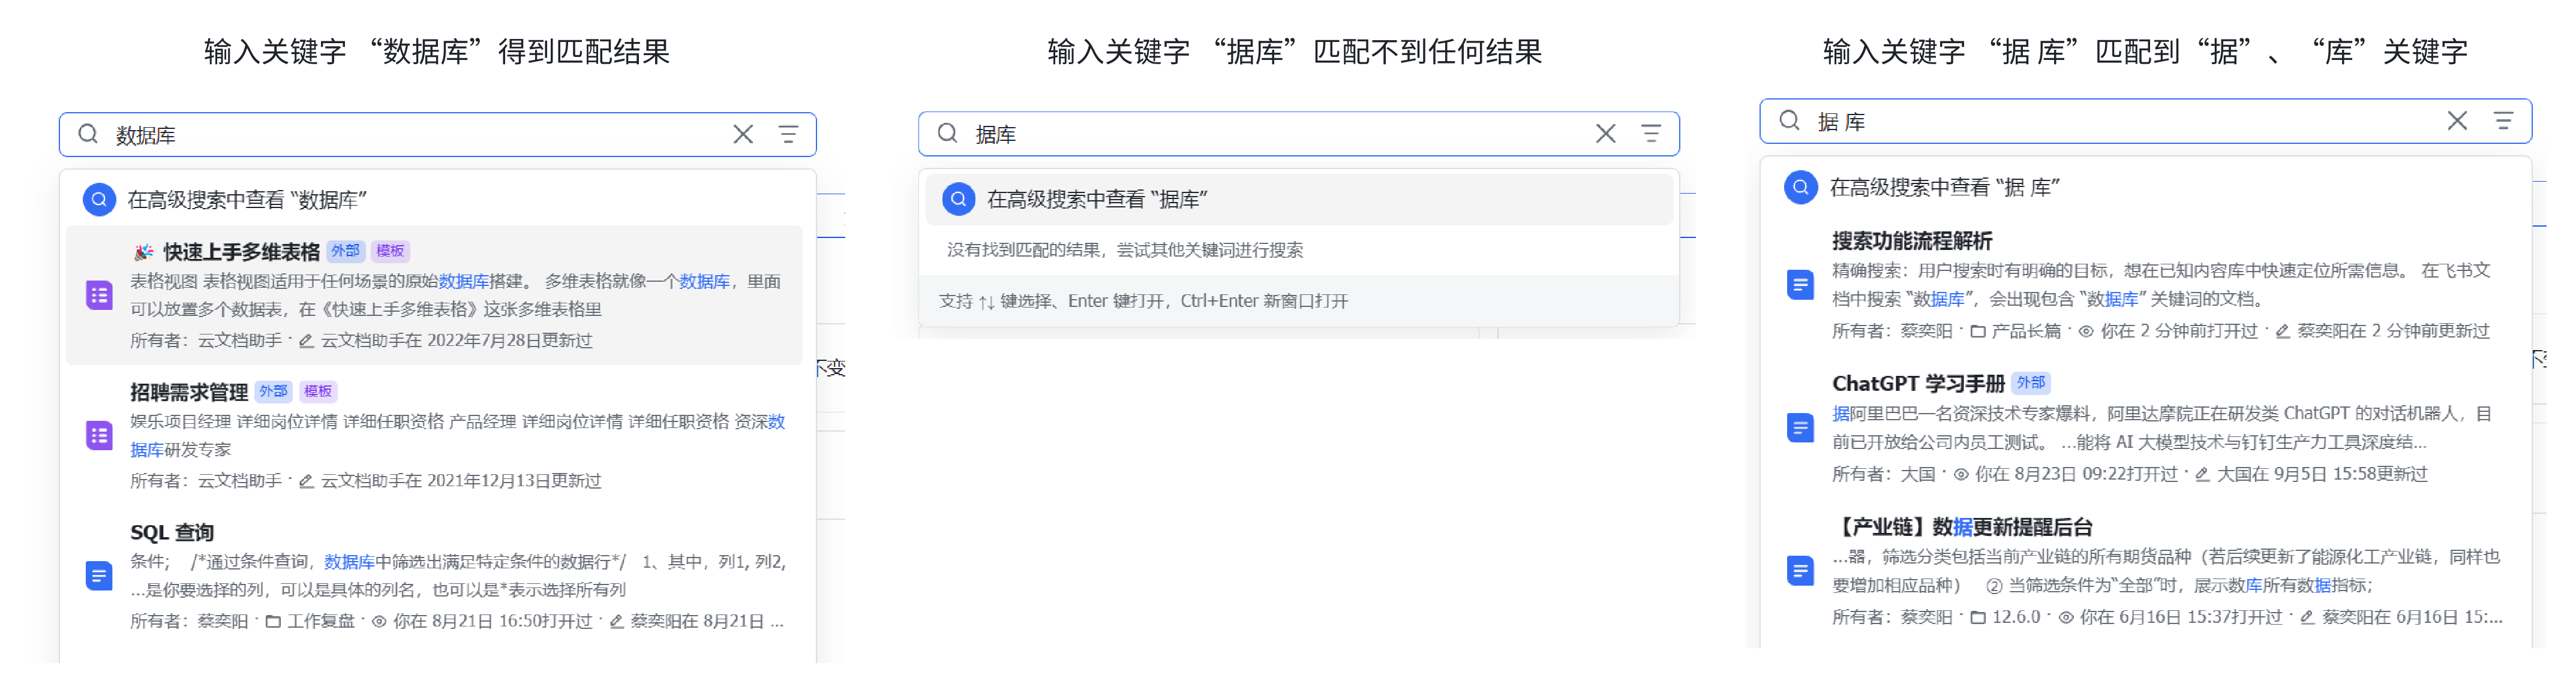 输入关键字 “数据库” 得到匹配结果
数据库
在高级搜索中查看 “数据库”
快速上手多维表格 外部 模板
表格视图 表格视图适用于任何场景的原始数据库搭建。 多维表格就像一个数据库，里面
可以放置多个数据表，在《快速上手多维表格》这张多维表格里
所有者：云文档助手 · 云文档助手在 2022年7月28日更新过
招聘需求管理 外部 模板
娱乐项目经理 详细岗位详情 详细任职资格 产品经理 详细岗位详情 详细任职资格 资深数
据库研发专家
所有者：云文档助手 · 云文档助手在 2021年12月13日更新过
SQL 查询
条件； /*通过条件查询，数据库中筛选出满足特定条件的数据行*/ 1、其中，列1, 列2,
...是你要选择的列，可以是具体的列名，也可以是*表示选择所有列
所有者：蔡奕阳 · 工作复盘 · 你在 8月21日 16:50打开过 · 蔡奕阳在 8月21日 ...
不变
输入关键字 “据库” 匹配不到任何结果
据库
在高级搜索中查看 “据库”
没有找到匹配的结果，尝试其他关键词进行搜索
支持 ↑↓ 键选择、Enter 键打开，Ctrl+Enter 新窗口打开
输入关键字 “据 库” 匹配到 “据” 、 “库” 关键字
据 库
在高级搜索中查看 “据 库”
搜索功能流程解析
精确搜索：用户搜索时有明确的目标，想在已知内容库中快速定位所需信息。 在飞书文
档中搜索 “数据库”，会出现包含 “数据库” 关键词的文档。
所有者：蔡奕阳 · 产品长篇 · 你在 2 分钟前打开过 · 蔡奕阳在 2 分钟前更新过
ChatGPT 学习手册 外部
据阿里巴巴一名资深技术专家爆料，阿里达摩院正在研发类 ChatGPT 的对话机器人，目
前已开放给公司内员工测试。 ...能将 AI 大模型技术与钉钉生产力工具深度结...
所有者：大国 · 你在 8月23日 09:22打开过 · 大国在 9月5日 15:58更新过
【产业链】数据更新提醒后台
...器，筛选分类包括当前产业链的所有期货品种（若后续更新了能源化工产业链，同样也
要增加相应品种） ② 当筛选条件为“全部”时，展示数库所有数据指标；
所有者：蔡奕阳 · 12.6.0 · 你在 6月16日 15:37打开过 · 蔡奕阳在 6月16日 15:...